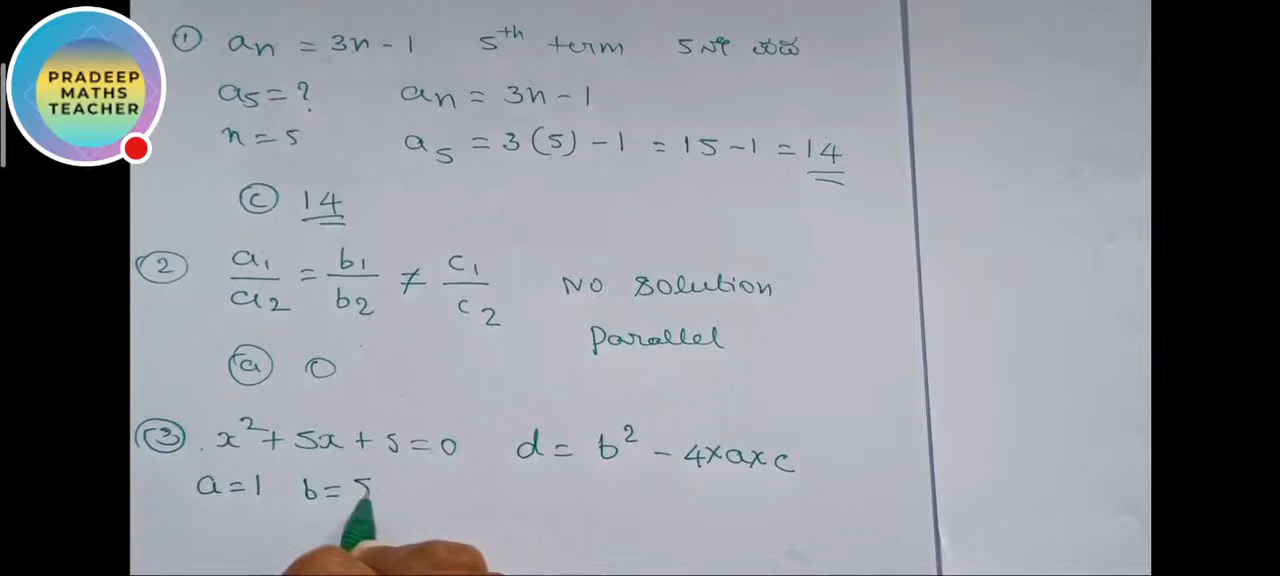 PRADEEP
MATHS
TEACHER
① an = 3n - 1 5th term 5ನೇ ಪದ
a5 = ? an = 3n - 1
n = 5 a5 = 3 (5) - 1 = 15 - 1 = 14
ⓒ 14
② a1/a2 = b1/b2 ≠ c1/c2 No solution
Parallel
ⓐ 0
③ . x² + 5x + 5 = 0 d = b² - 4×a×c
a = 1 b = 5